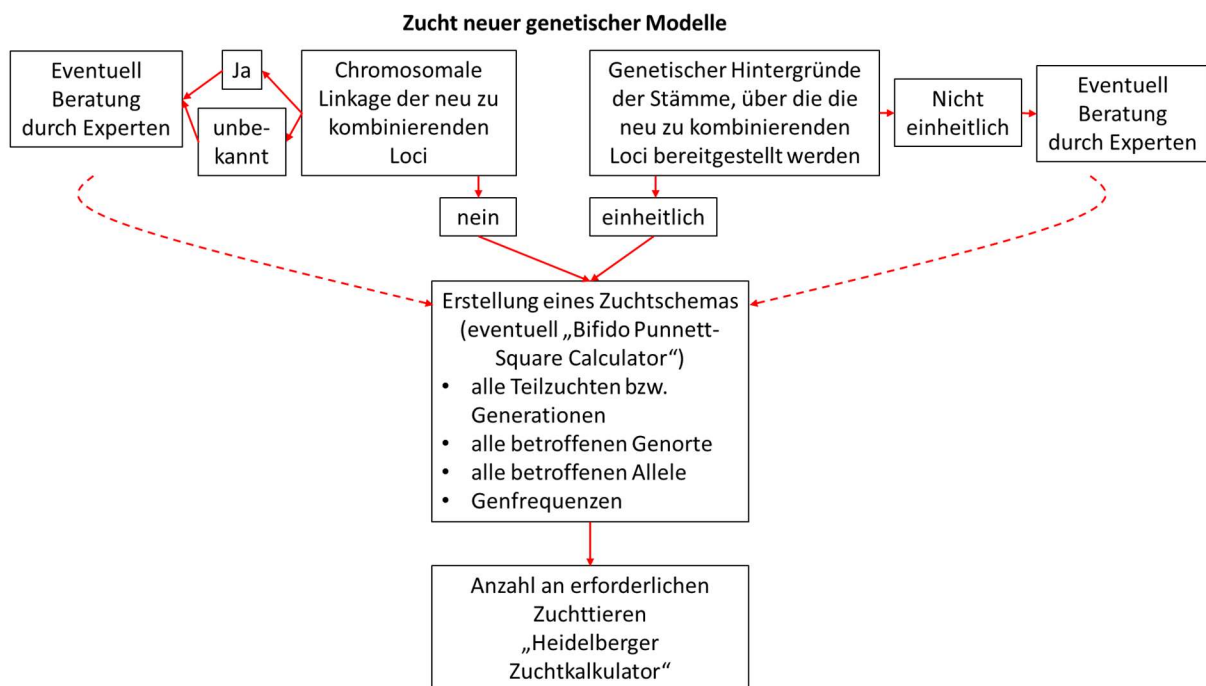 Zucht neuer genetischer Modelle
Eventuell
Beratung
durch Experten
Ja
unbe-
kannt
Chromosomale
Linkage der neu zu
kombinierenden
Loci
Genetischer Hintergründe
der Stämme, über die die
neu zu kombinierenden
Loci bereitgestellt werden
Nicht
einheitlich
Eventuell
Beratung
durch Experten
nein
einheitlich
Erstellung eines Zuchtschemas
(eventuell „Bifido Punnett-
Square Calculator“)
• alle Teilzuchten bzw.
Generationen
• alle betroffenen Genorte
• alle betroffenen Allele
• Genfrequenzen
Anzahl an erforderlichen
Zuchttieren
„Heidelberger
Zuchtkalkulator“